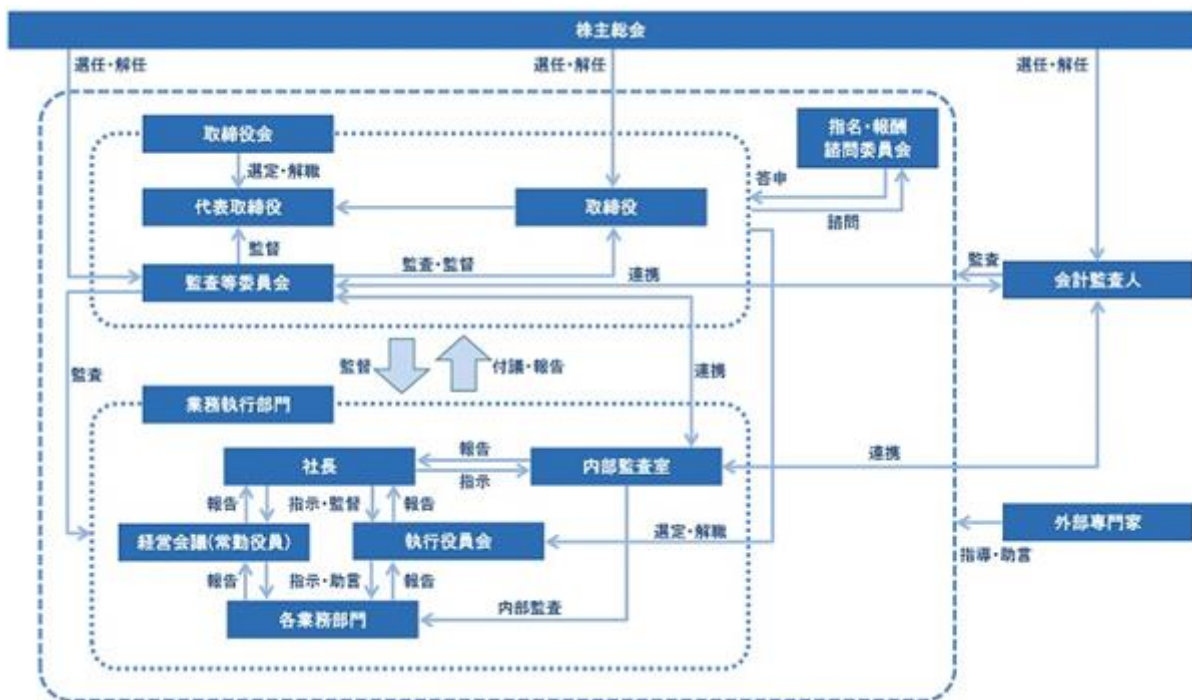 株主総会
選任・解任
選任・解任
選任・解任
取締役会
指名・報酬
諮問委員会
選定・解職
答申
代表取締役
取締役
諮問
監督
監査・監督
連携
監査
監査等委員会
会計監査人
監査
監督
付議・報告
連携
業務執行部門
社長
報告
指示
内部監査室
連携
報告
指示・監督
報告
経営会議(常勤役員)
執行役員会
選定・解職
外部専門家
指導・助言
報告
指示・助言
報告
内部監査
各業務部門